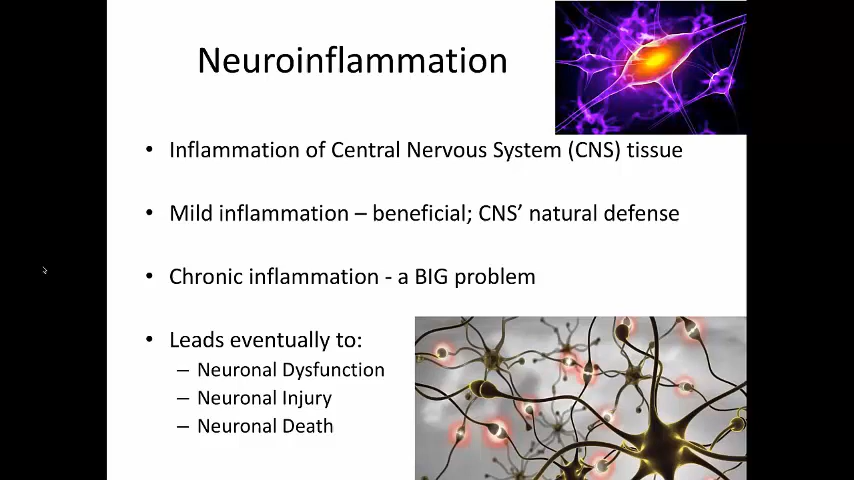 Neuroinflammation
• Inflammation of Central Nervous System (CNS) tissue
• Mild inflammation – beneficial; CNS’ natural defense
• Chronic inflammation - a BIG problem
• Leads eventually to:
– Neuronal Dysfunction
– Neuronal Injury
– Neuronal Death